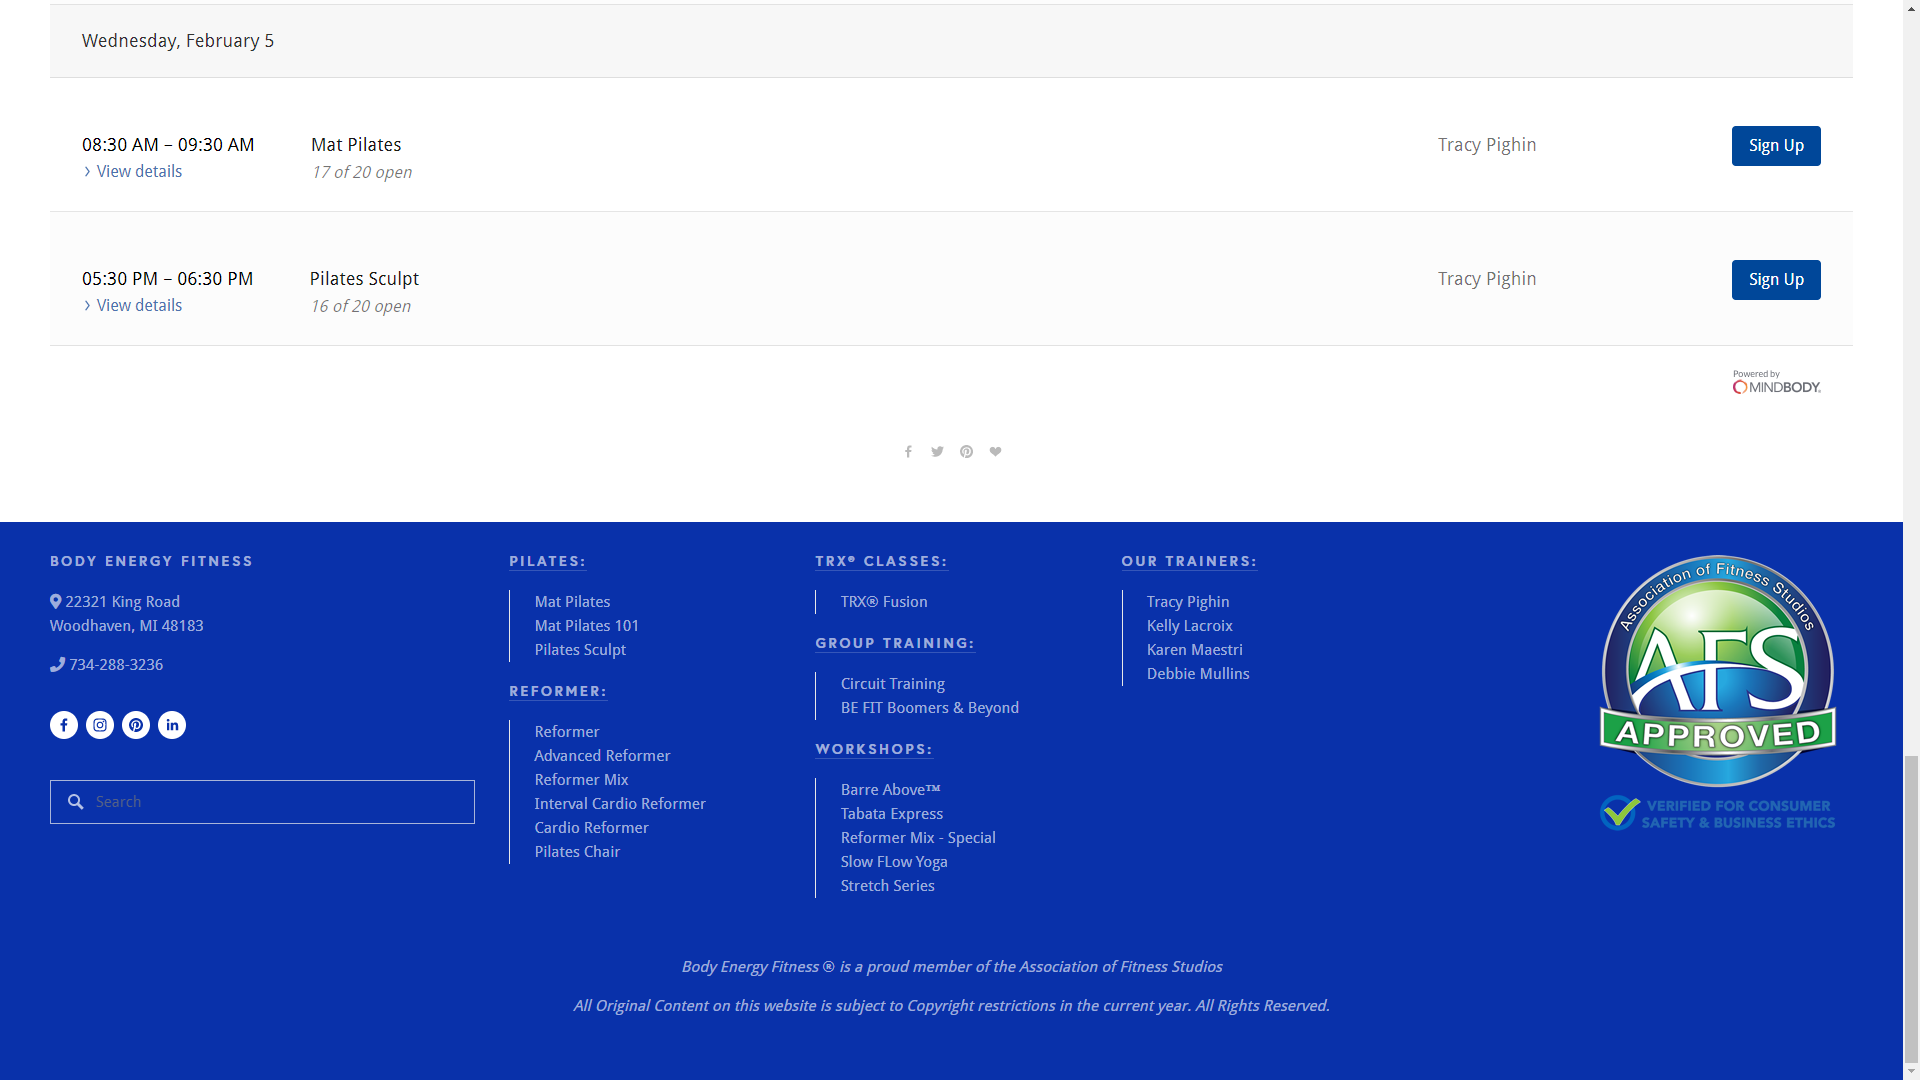 Wednesday, February 5
08:30 AM – 09:30 AM
Mat Pilates
Tracy Pighin
Sign Up
View details
17 of 20 open
05:30 PM – 06:30 PM
Pilates Sculpt
Tracy Pighin
Sign Up
View details
16 of 20 open
Powered by
MINDBODY
BODY ENERGY FITNESS
22321 King Road
Woodhaven, MI 48183
734-288-3236
Search
PILATES:
Mat Pilates
Mat Pilates 101
Pilates Sculpt
REFORMER:
Reformer
Advanced Reformer
Reformer Mix
Interval Cardio Reformer
Cardio Reformer
Pilates Chair
TRX® CLASSES:
TRX® Fusion
GROUP TRAINING:
Circuit Training
BE FIT Boomers & Beyond
WORKSHOPS:
Barre Above™
Tabata Express
Reformer Mix - Special
Slow FLow Yoga
Stretch Series
OUR TRAINERS:
Tracy Pighin
Kelly Lacroix
Karen Maestri
Debbie Mullins
Association of Fitness Studios
AFS
APPROVED
VERIFIED FOR CONSUMER
SAFETY & BUSINESS ETHICS
Body Energy Fitness ® is a proud member of the Association of Fitness Studios
All Original Content on this website is subject to Copyright restrictions in the current year. All Rights Reserved.